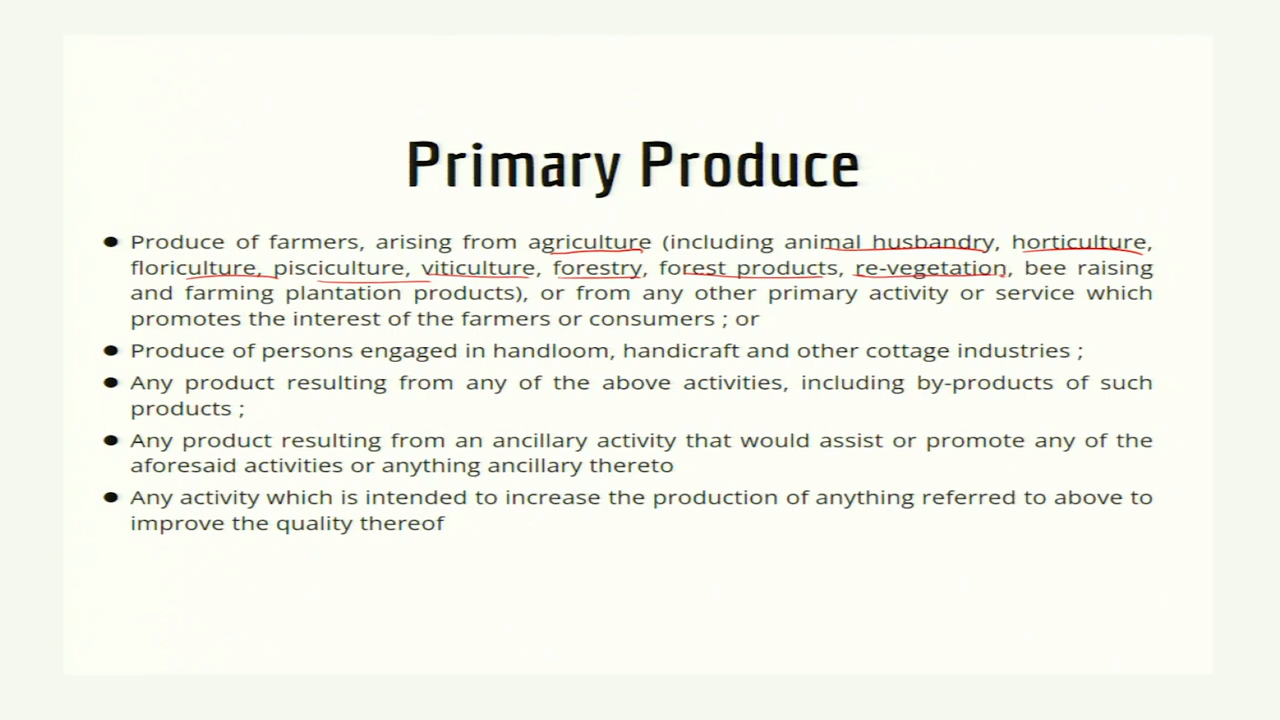 Primary Produce
● Produce of farmers, arising from agriculture (including animal husbandry, horticulture,
floriculture, pisciculture, viticulture, forestry, forest products, re-vegetation, bee raising
and farming plantation products), or from any other primary activity or service which
promotes the interest of the farmers or consumers ; or
● Produce of persons engaged in handloom, handicraft and other cottage industries ;
● Any product resulting from any of the above activities, including by-products of such
products ;
● Any product resulting from an ancillary activity that would assist or promote any of the
aforesaid activities or anything ancillary thereto
● Any activity which is intended to increase the production of anything referred to above to
improve the quality thereof